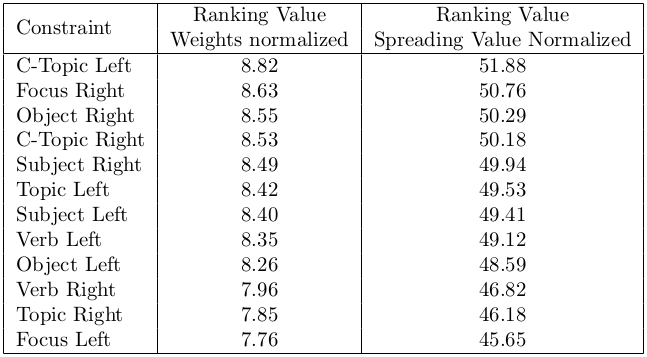 Constraint Ranking Value Ranking Value
Weights normalized Spreading Value Normalized
C-Topic Left 8.82 51.88
Focus Right 8.63 50.76
Object Right 8.55 50.29
C-Topic Right 8.53 50.18
Subject Right 8.49 49.94
Topic Left 8.42 49.53
Subject Left 8.40 49.41
Verb Left 8.35 49.12
Object Left 8.26 48.59
Verb Right 7.96 46.82
Topic Right 7.85 46.18
Focus Left 7.76 45.65